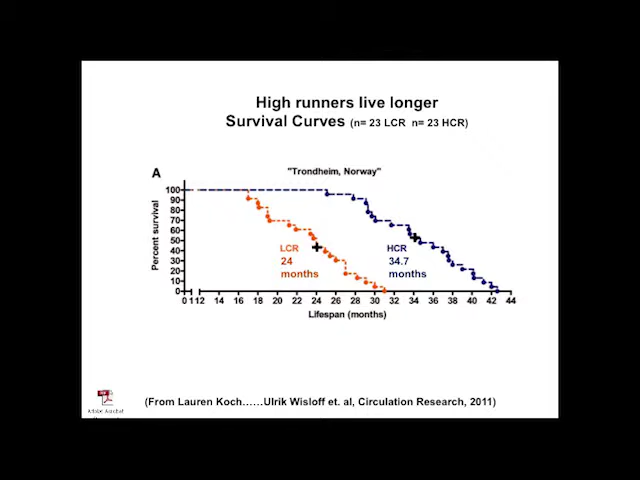 High runners live longer
Survival Curves (n= 23 LCR n= 23 HCR)
A
"Trondheim, Norway"
Percent survival
100
90
80
70
60
50
40
30
20
10
0
LCR
24
months
HCR
34.7
months
0 112 14 16 18 20 22 24 26 28 30 32 34 36 38 40 42 44
Lifespan (months)
(From Lauren Koch……Ulrik Wisloff et. al, Circulation Research, 2011)
Adobe Acrobat